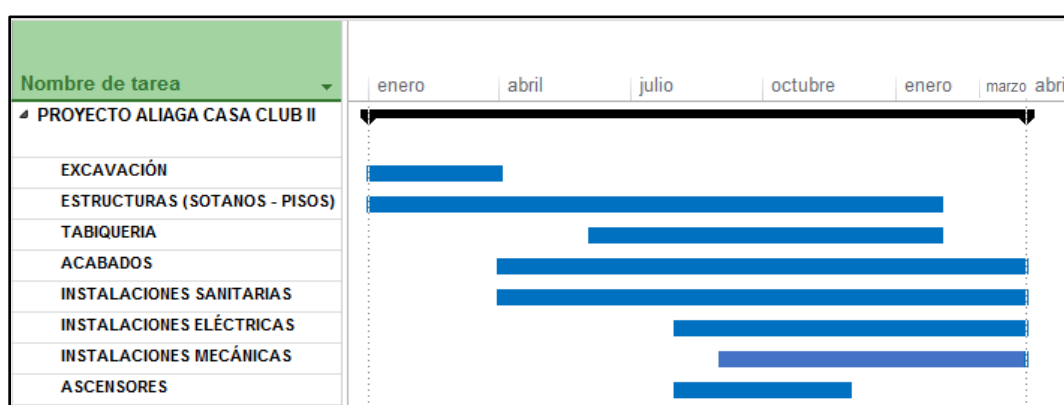 Nombre de tarea
enero abril julio octubre enero marzo abri
PROYECTO ALIAGA CASA CLUB II
EXCAVACIÓN
ESTRUCTURAS (SOTANOS - PISOS)
TABIQUERIA
ACABADOS
INSTALACIONES SANITARIAS
INSTALACIONES ELÉCTRICAS
INSTALACIONES MECÁNICAS
ASCENSORES